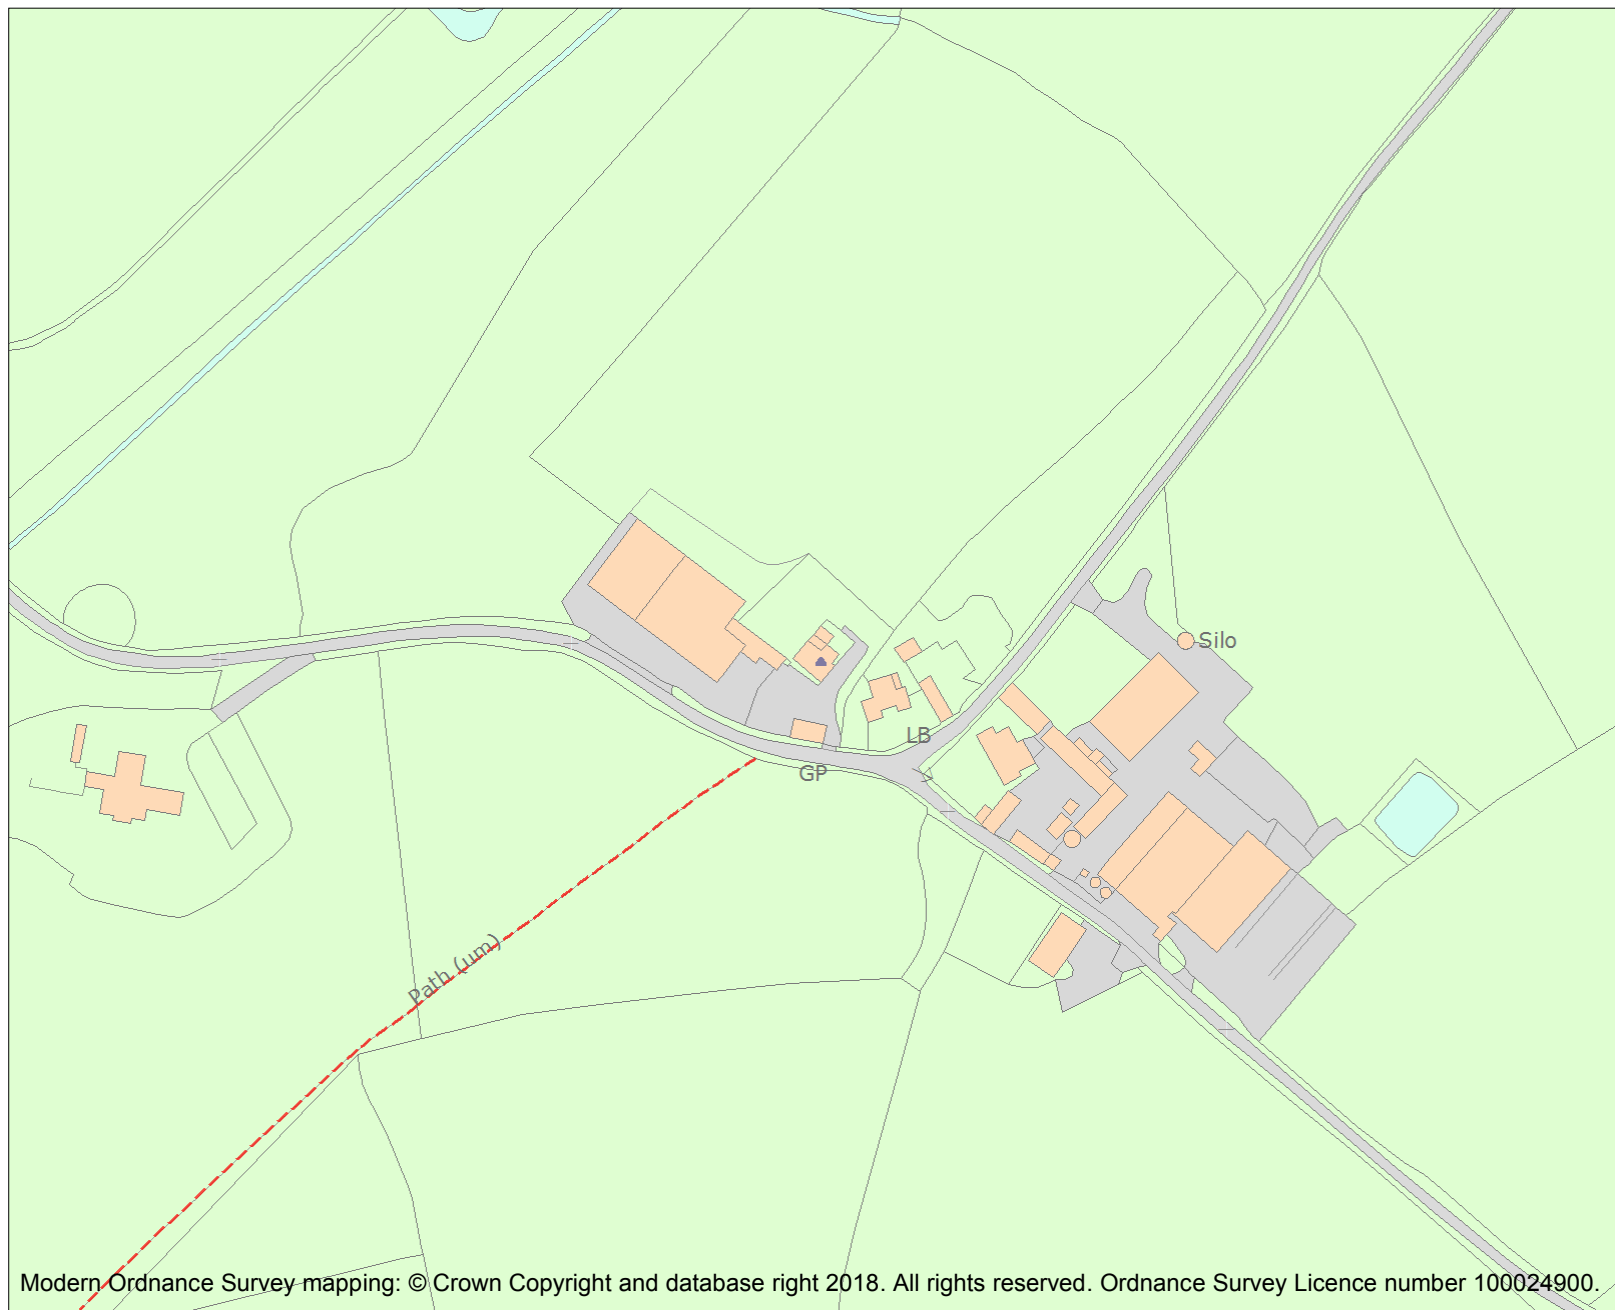 Silo
LB
GP
Path (um)
Modern Ordnance Survey mapping: © Crown Copyright and database right 2018. All rights reserved. Ordnance Survey Licence number 100024900.